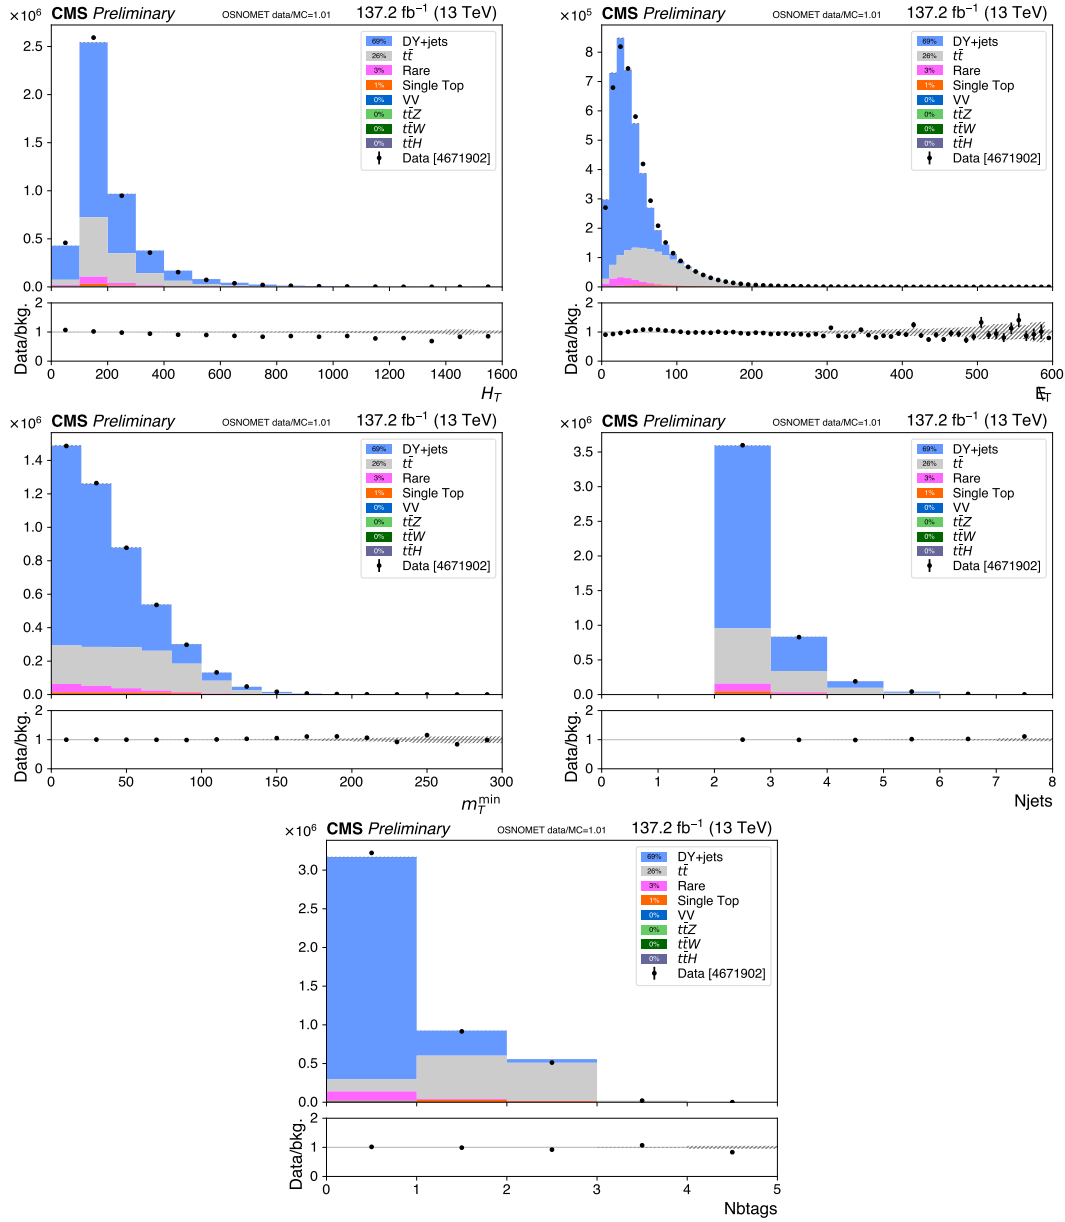 ×10⁶ CMS Preliminary OSNOMET data/MC=1.01 137.2 fb⁻¹ (13 TeV)
69% DY+jets
26% tt̄
3% Rare
1% Single Top
0% VV
0% tt̄Z
0% tt̄W
0% tt̄H
Data [4671902]
2.5
2.0
1.5
1.0
0.5
0.0
Data/bkg.
2
1
0
0 200 400 600 800 1000 1200 1400 1600
H_T
×10⁵ CMS Preliminary OSNOMET data/MC=1.01 137.2 fb⁻¹ (13 TeV)
69% DY+jets
26% tt̄
3% Rare
1% Single Top
0% VV
0% tt̄Z
0% tt̄W
0% tt̄H
Data [4671902]
8
7
6
5
4
3
2
1
0
Data/bkg.
2
1
0
0 100 200 300 400 500 600
×10⁶ CMS Preliminary OSNOMET data/MC=1.01 137.2 fb⁻¹ (13 TeV)
69% DY+jets
26% tt̄
3% Rare
1% Single Top
0% VV
0% tt̄Z
0% tt̄W
0% tt̄H
Data [4671902]
1.4
1.2
1.0
0.8
0.6
0.4
0.2
0.0
Data/bkg.
2
1
0
0 50 100 150 200 250 300
m_T^min
×10⁶ CMS Preliminary OSNOMET data/MC=1.01 137.2 fb⁻¹ (13 TeV)
69% DY+jets
26% tt̄
3% Rare
1% Single Top
0% VV
0% tt̄Z
0% tt̄W
0% tt̄H
Data [4671902]
3.5
3.0
2.5
2.0
1.5
1.0
0.5
0.0
Data/bkg.
2
1
0
0 1 2 3 4 5 6 7 8
Njets
×10⁶ CMS Preliminary OSNOMET data/MC=1.01 137.2 fb⁻¹ (13 TeV)
69% DY+jets
26% tt̄
3% Rare
1% Single Top
0% VV
0% tt̄Z
0% tt̄W
0% tt̄H
Data [4671902]
3.0
2.5
2.0
1.5
1.0
0.5
0.0
Data/bkg.
2
1
0
0 1 2 3 4 5
Nbtags